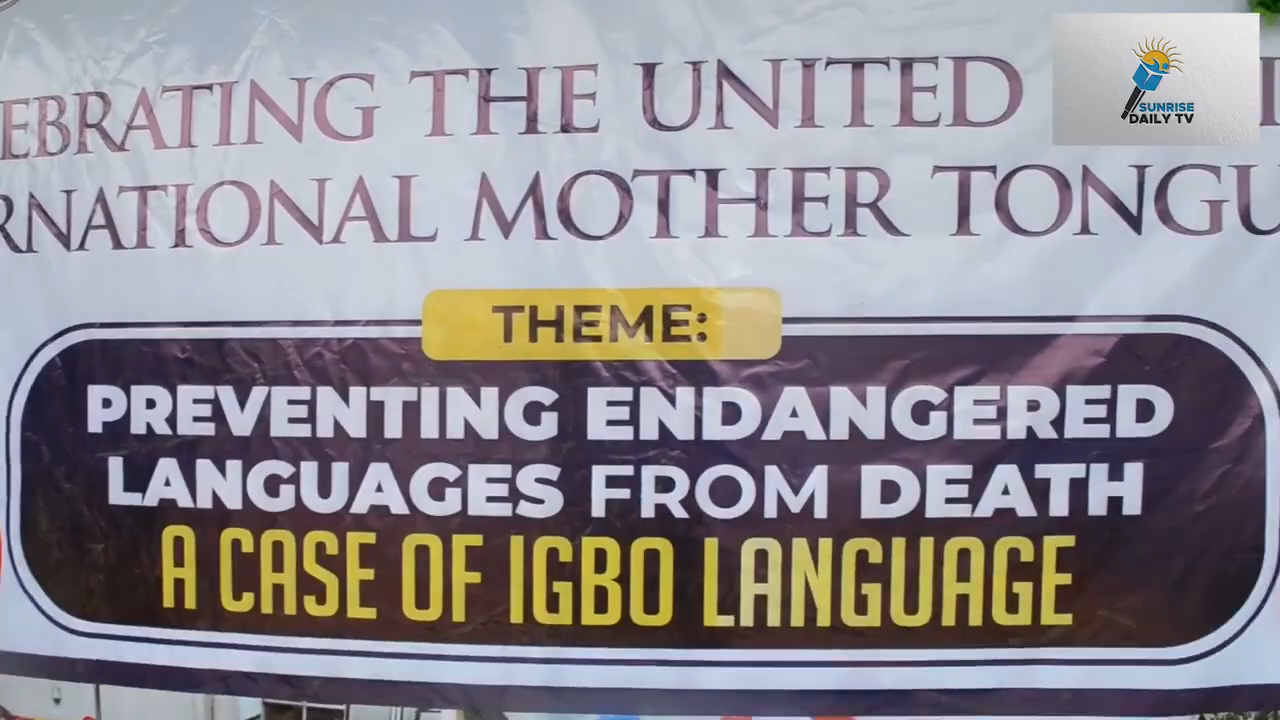 EBRATING THE UNITED
RNATIONAL MOTHER TONGU
THEME:
PREVENTING ENDANGERED
LANGUAGES FROM DEATH
A CASE OF IGBO LANGUAGE
SUNRISE
DAILY TV